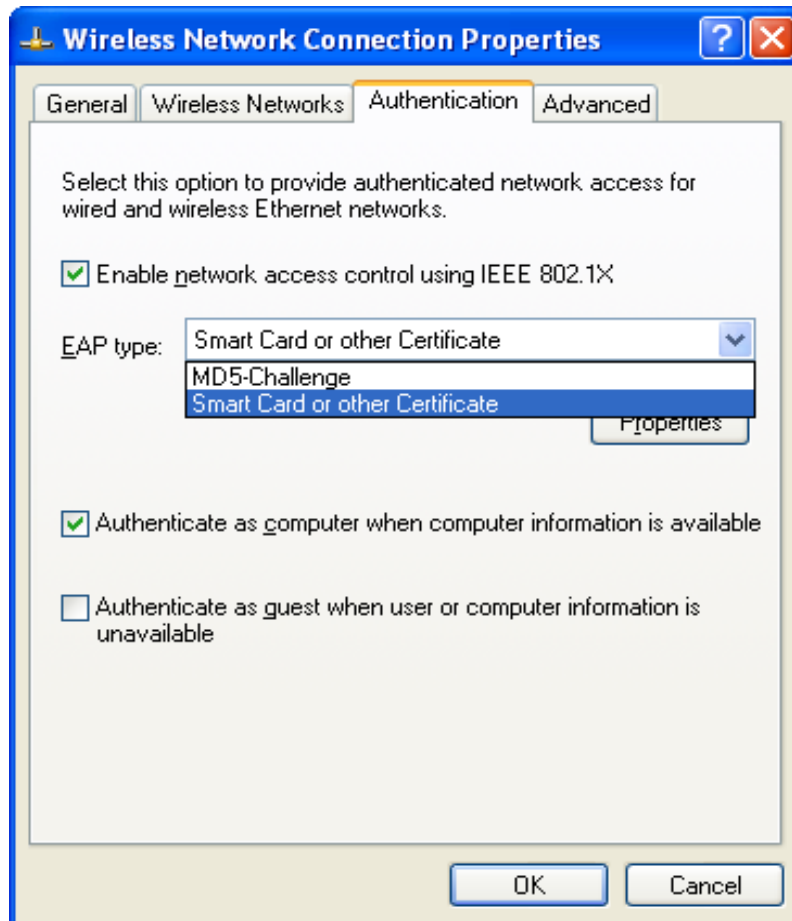 Wireless Network Connection Properties
General Wireless Networks Authentication Advanced
Select this option to provide authenticated network access for
wired and wireless Ethernet networks.
Enable network access control using IEEE 802.1X
EAP type: Smart Card or other Certificate
MD5-Challenge
Smart Card or other Certificate
Properties
Authenticate as computer when computer information is available
Authenticate as guest when user or computer information is
unavailable
OK Cancel